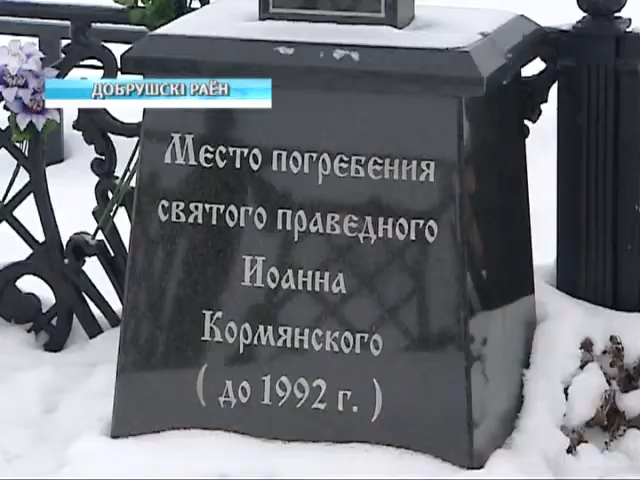 ДОБРУШСКІ РАЁН
Место погребения
святого праведного
Иоанна
Кормянского
( до 1992 г. )